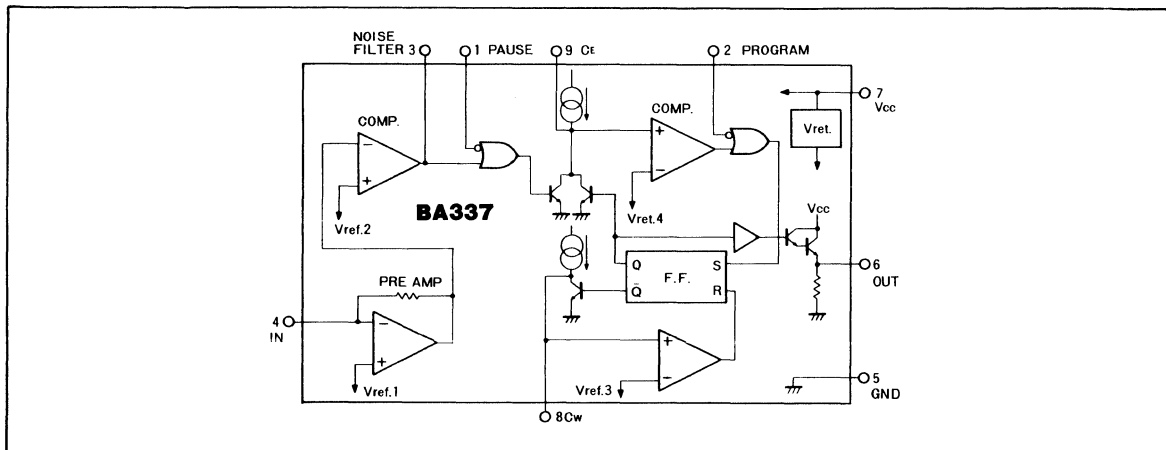 NOISE
FILTER 3
1 PAUSE
9 CE
2 PROGRAM
7
Vcc
COMP.
COMP.
Vret.
−
+
+
−
BA337
Vref.2
Vret.4
Vcc
Q
S
F.F.
Q̄
R
6
OUT
PRE AMP
4
IN
−
+
+
−
Vref.1
Vref.3
5
GND
8Cw